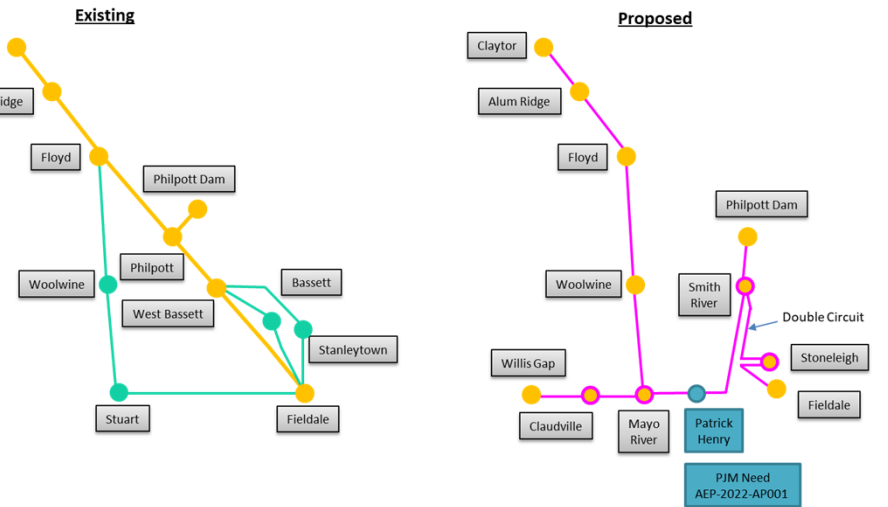 Existing
Proposed
Claytor
idge
Alum Ridge
Floyd
Floyd
Philpott Dam
Philpott Dam
Philpott
Woolwine
Bassett
Woolwine
Smith
River
West Bassett
Double Circuit
Stanleytown
Stoneleigh
Willis Gap
Fieldale
Stuart
Fieldale
Claudville
Mayo
River
Patrick
Henry
PJM Need
AEP-2022-AP001